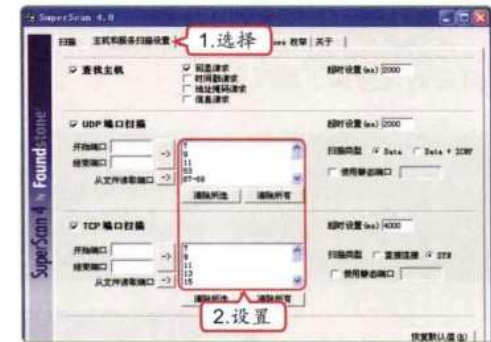 SuperScan 4.0
扫描 主机和服务扫描设置 1.选择 枚举 关于
查找主机
回显请求
时间戳请求
地址掩码请求
信息请求
超时设置(ms) 2000
UDP 端口扫描
超时设置(ms) 2000
开始端口
结束端口
从文件读取端口
->
->
7
9
11
53
67-69
清除所选 清除所有
扫描类型 Data Data + ICMP
使用静态端口
TCP 端口扫描
超时设置(ms) 4000
开始端口
结束端口
从文件读取端口
->
->
7
9
11
13
15
清除所选 清除所有
扫描类型 直接连接 SYN
使用静态端口
2.设置
恢复默认值(R)
SuperScan 4 by Foundstone